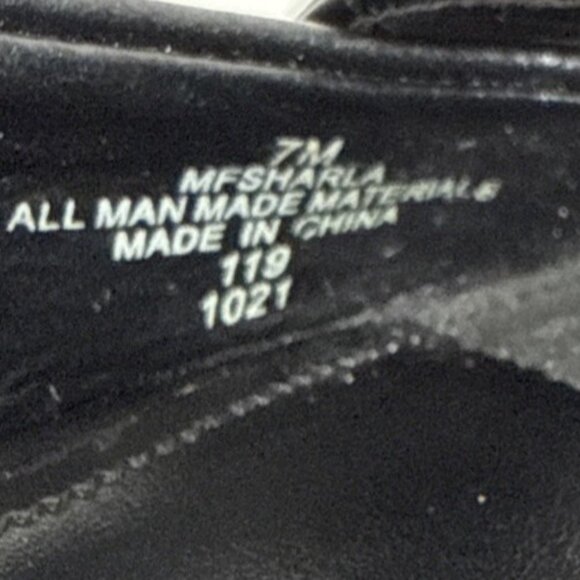 7M
MFSHARLA
ALL MAN MADE MATERIALS
MADE IN CHINA
119
1021